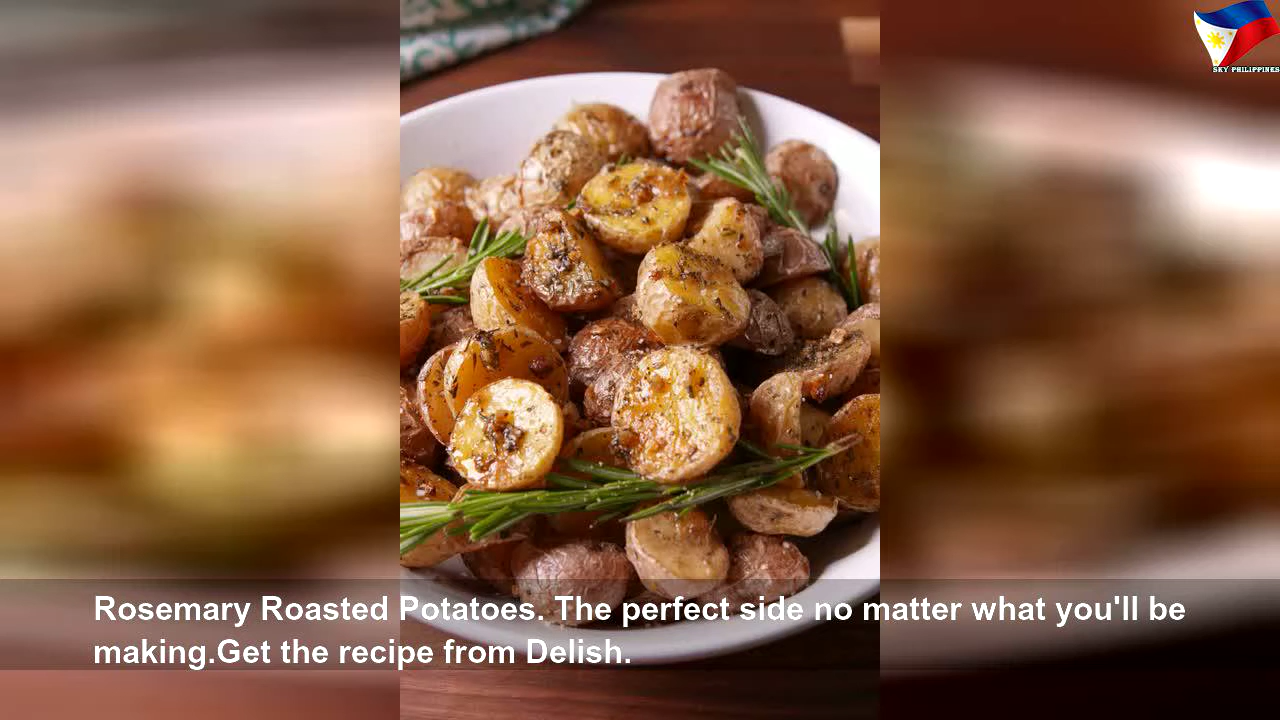 SKY PHILIPPINES
Rosemary Roasted Potatoes. The perfect side no matter what you'll be
making.Get the recipe from Delish.